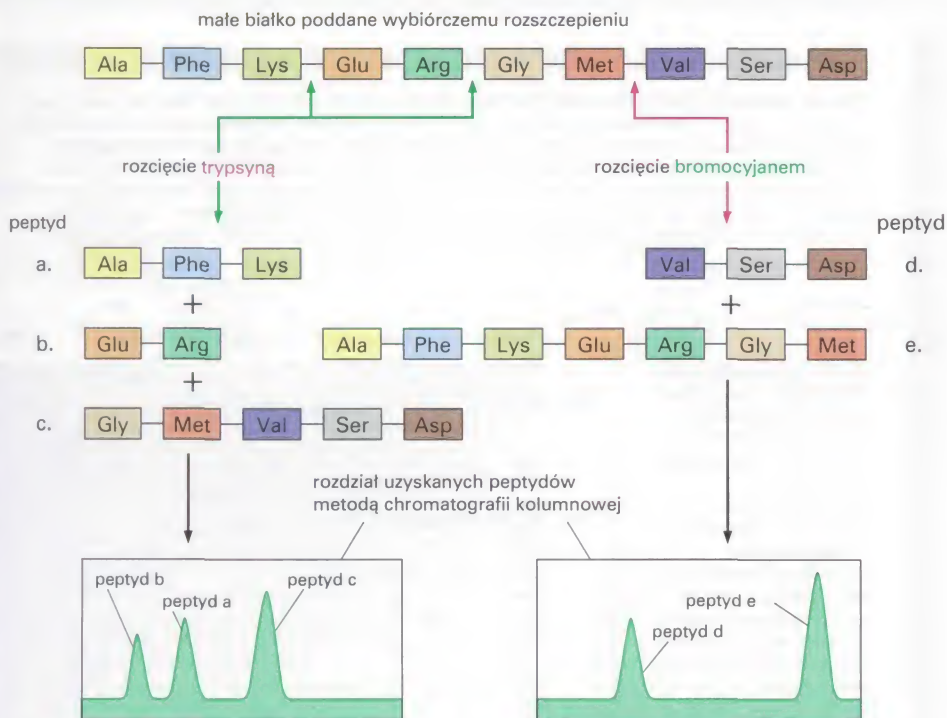 małe białko poddane wybiórczemu rozszczepieniu
Ala Phe Lys Glu Arg Gly Met Val Ser Asp
rozcięcie trypsyną
rozcięcie bromocyjanem
peptyd
peptyd
a. Ala Phe Lys
Val Ser Asp d.
+
+
b. Glu Arg
Ala Phe Lys Glu Arg Gly Met e.
+
c. Gly Met Val Ser Asp
rozdział uzyskanych peptydów
metodą chromatografii kolumnowej
peptyd b
peptyd a
peptyd c
peptyd e
peptyd d